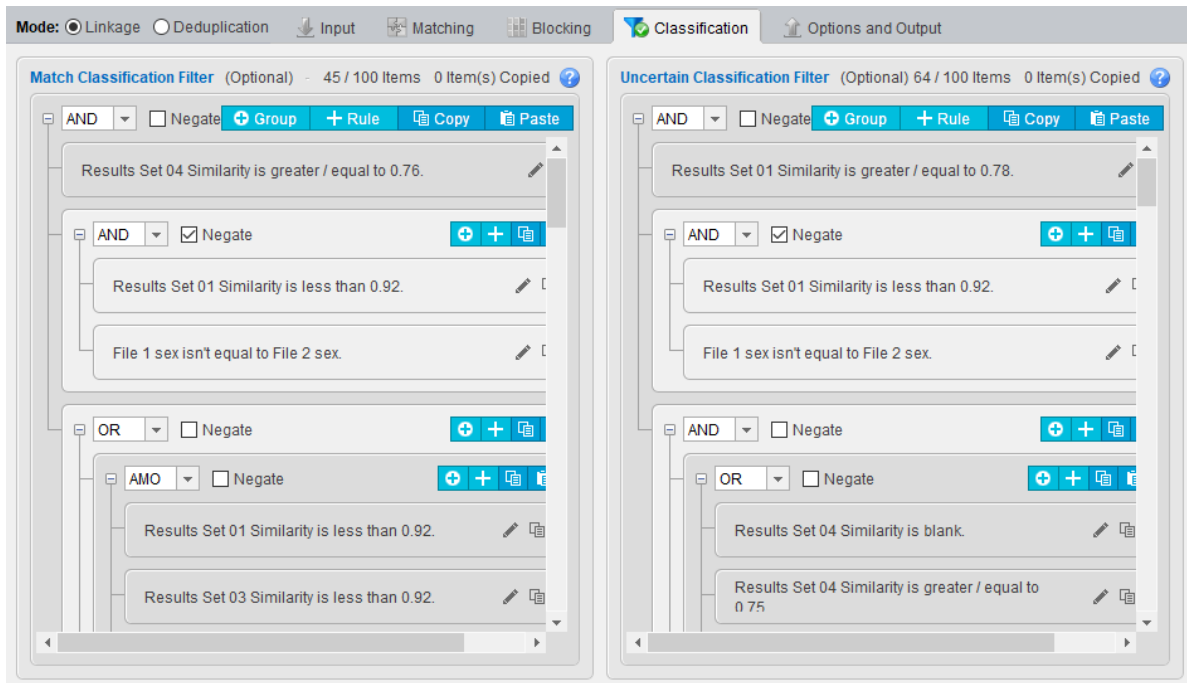 Mode: Linkage Deduplication Input Matching Blocking Classification Options and Output
Match Classification Filter (Optional) - 45 / 100 Items 0 Item(s) Copied ?
AND Negate Group Rule Copy Paste
Results Set 04 Similarity is greater / equal to 0.76.
AND Negate
Results Set 01 Similarity is less than 0.92.
File 1 sex isn't equal to File 2 sex.
OR Negate
AMO Negate
Results Set 01 Similarity is less than 0.92.
Results Set 03 Similarity is less than 0.92.
Uncertain Classification Filter (Optional) 64 / 100 Items 0 Item(s) Copied ?
AND Negate Group Rule Copy Paste
Results Set 01 Similarity is greater / equal to 0.78.
AND Negate
Results Set 01 Similarity is less than 0.92.
File 1 sex isn't equal to File 2 sex.
AND Negate
OR Negate
Results Set 04 Similarity is blank.
Results Set 04 Similarity is greater / equal to
0.75